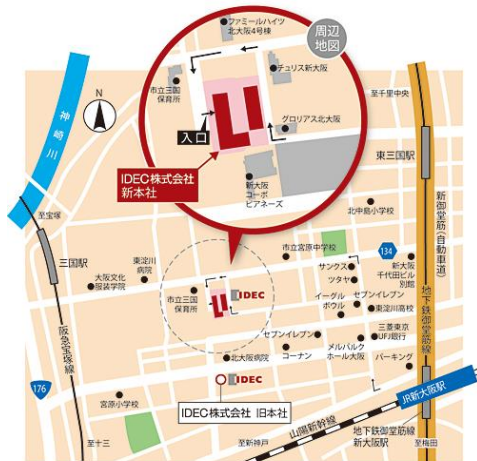 周辺
地図
ファミールハイツ
北大阪4号棟
チュリス新大阪
市立三国
保育所
グロリアス北大阪
入口
IDEC株式会社
新本社
新大阪
コーポ
ビアネーズ
N
神崎川
至宝塚
三国駅
大阪文化
服装学院
東淀川
病院
市立三国
保育所
IDEC
市立宮原中学校
北中島小学校
至千里中央
東三国駅
新御堂筋(自動車道)
134
サンクス
ツタヤ
新大阪
千代田ビル
別館
イーグル
ボウル
セブンイレブン
東淀川高校
地下鉄御堂筋線
三菱東京
UFJ銀行
セブンイレブン
コーナン
メルパルク
ホール大阪
パーキング
北大阪病院
IDEC
IDEC株式会社 旧本社
阪急宝塚線
176
宮原小学校
至十三
至新神戸
山陽新幹線
JR新大阪駅
地下鉄御堂筋線
新大阪駅
至梅田